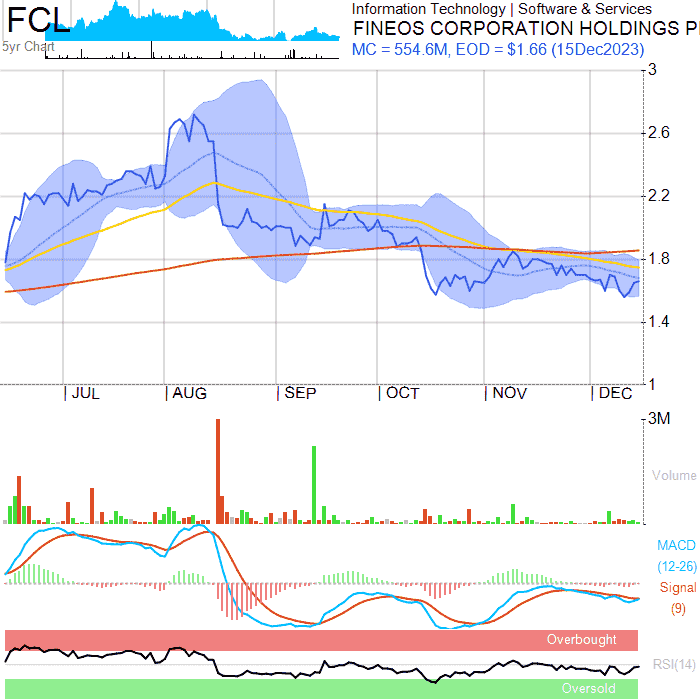 FCL
5yr Chart
Information Technology | Software & Services
FINEOS CORPORATION HOLDINGS P
MC = 554.6M, EOD = $1.66 (15Dec2023)
3
2.6
2.2
1.8
1.4
1
JUL AUG SEP OCT NOV DEC
3M
Volume
MACD
(12-26)
Signal
(9)
Overbought
RSI(14)
Oversold